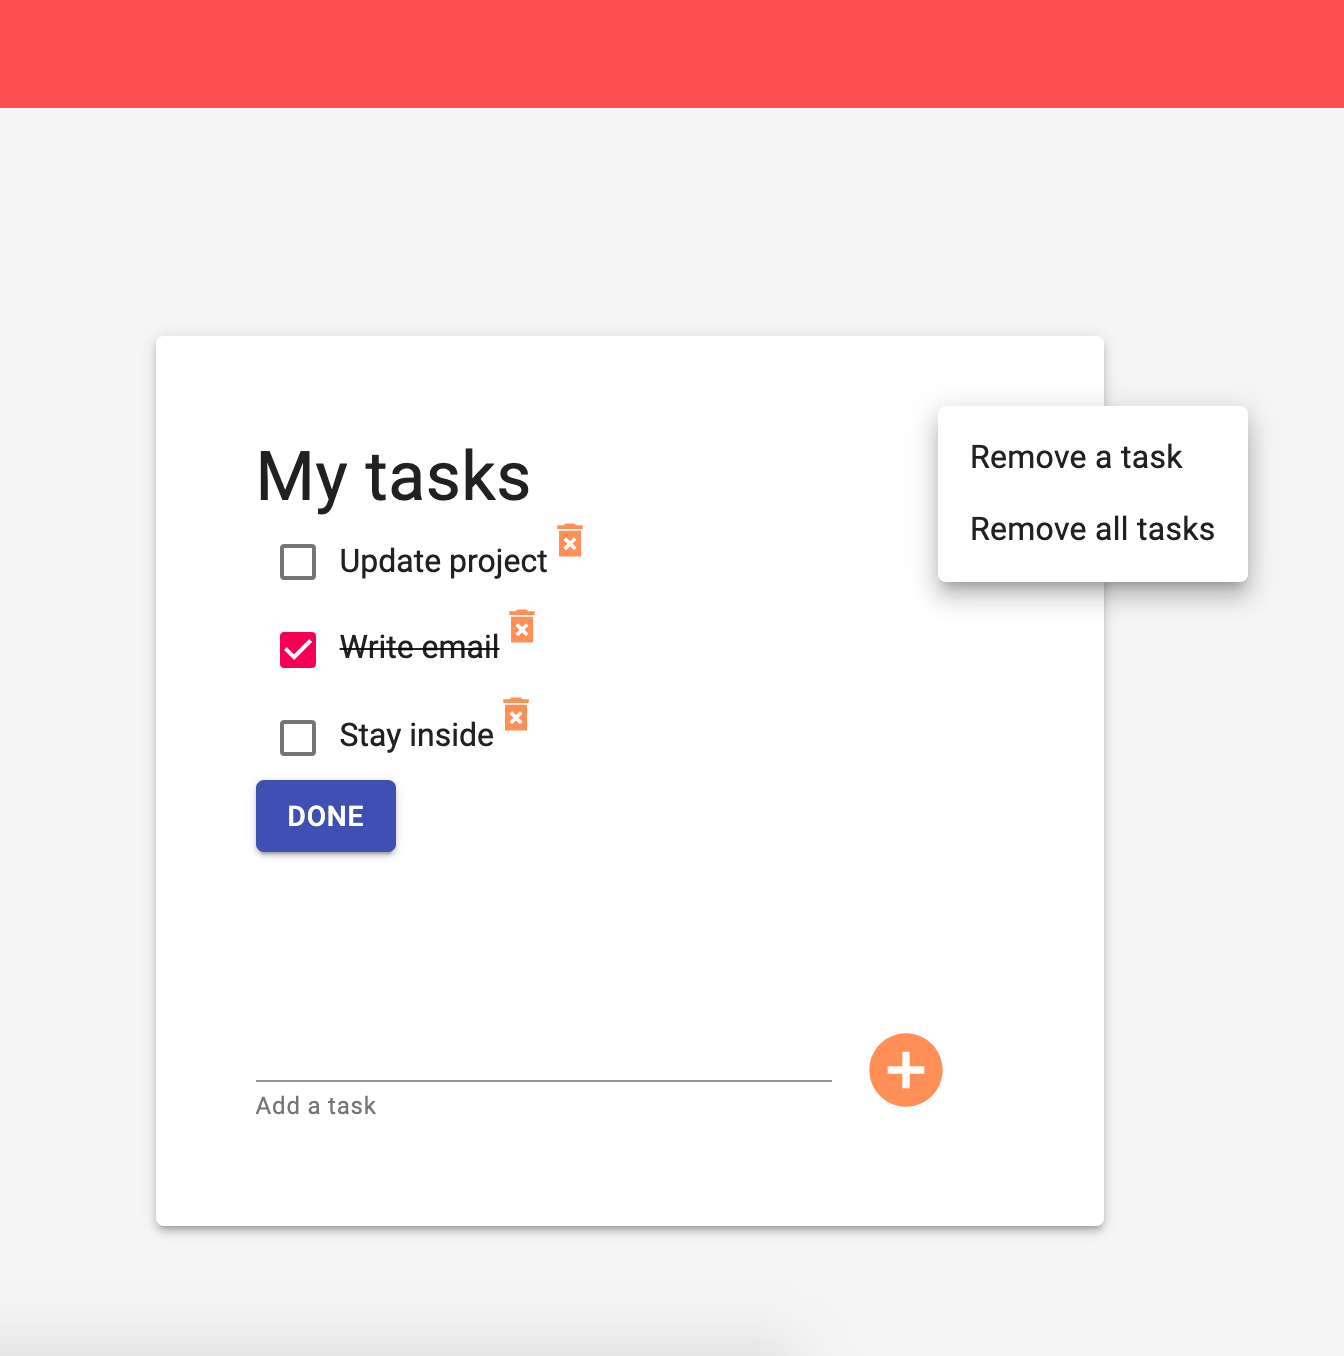 My tasks
Remove a task
Remove all tasks
Update project
Write email
Stay inside
DONE
Add a task